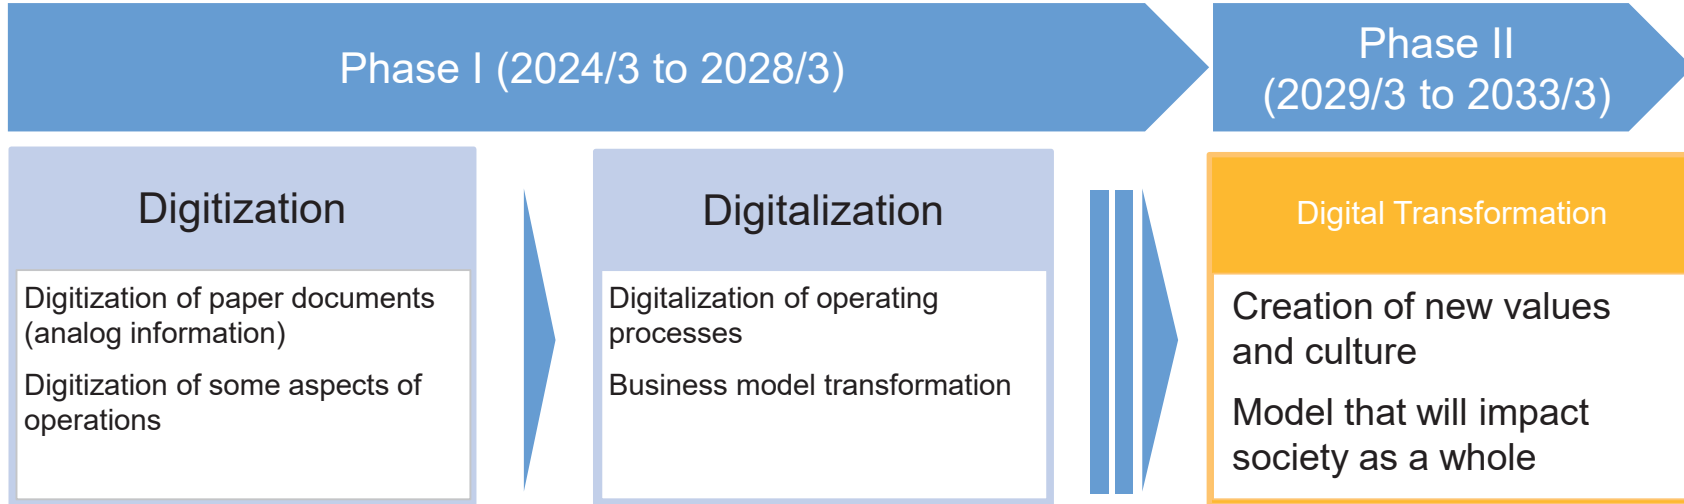 Phase I (2024/3 to 2028/3)
Phase II
(2029/3 to 2033/3)
Digitization
Digitization of paper documents
(analog information)
Digitization of some aspects of
operations
Digitalization
Digitalization of operating
processes
Business model transformation
Digital Transformation
Creation of new values
and culture
Model that will impact
society as a whole